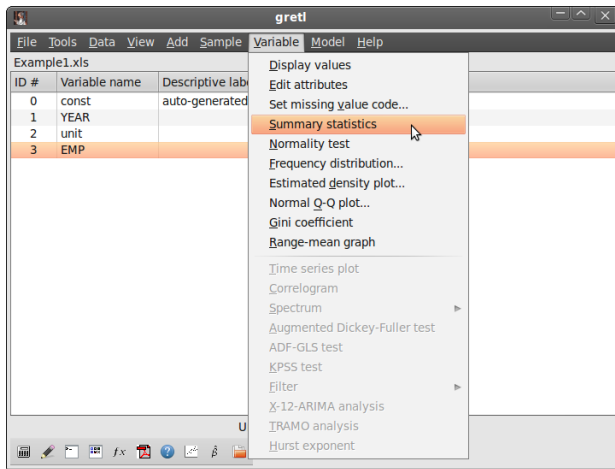 gretl
File Tools Data View Add Sample Variable Model Help
Example1.xls
ID # Variable name Descriptive labe
0 const auto-generated
1 YEAR
2 unit
3 EMP
Display values
Edit attributes
Set missing value code...
Summary statistics
Normality test
Frequency distribution...
Estimated density plot...
Normal Q-Q plot...
Gini coefficient
Range-mean graph
Time series plot
Correlogram
Spectrum
Augmented Dickey-Fuller test
ADF-GLS test
KPSS test
Filter
X-12-ARIMA analysis
TRAMO analysis
Hurst exponent
U
fx β̂